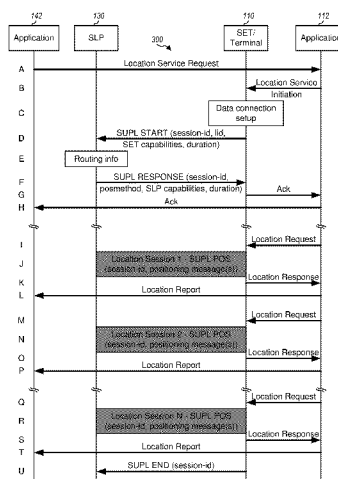 142
130
110
112
Application
SLP
SET/
Terminal
Application
300
A
Location Service Request
B
Location Service
Initiation
C
Data connection
setup
D
SUPL START (session-id, lid,
SET capabilities, duration)
E
Routing info
F
SUPL RESPONSE (session-id,
posmethod, SLP capabilities, duration)
G
Ack
H
Ack
I
Location Request
J
Location Session 1 - SUPL POS
(session-id, positioning message(s))
K
Location Response
L
Location Report
M
Location Request
N
Location Session 2 - SUPL POS
(session-id, positioning message(s))
O
Location Response
P
Location Report
Q
Location Request
R
Location Session N - SUPL POS
(session-id, positioning message(s))
S
Location Response
T
Location Report
U
SUPL END (session-id)